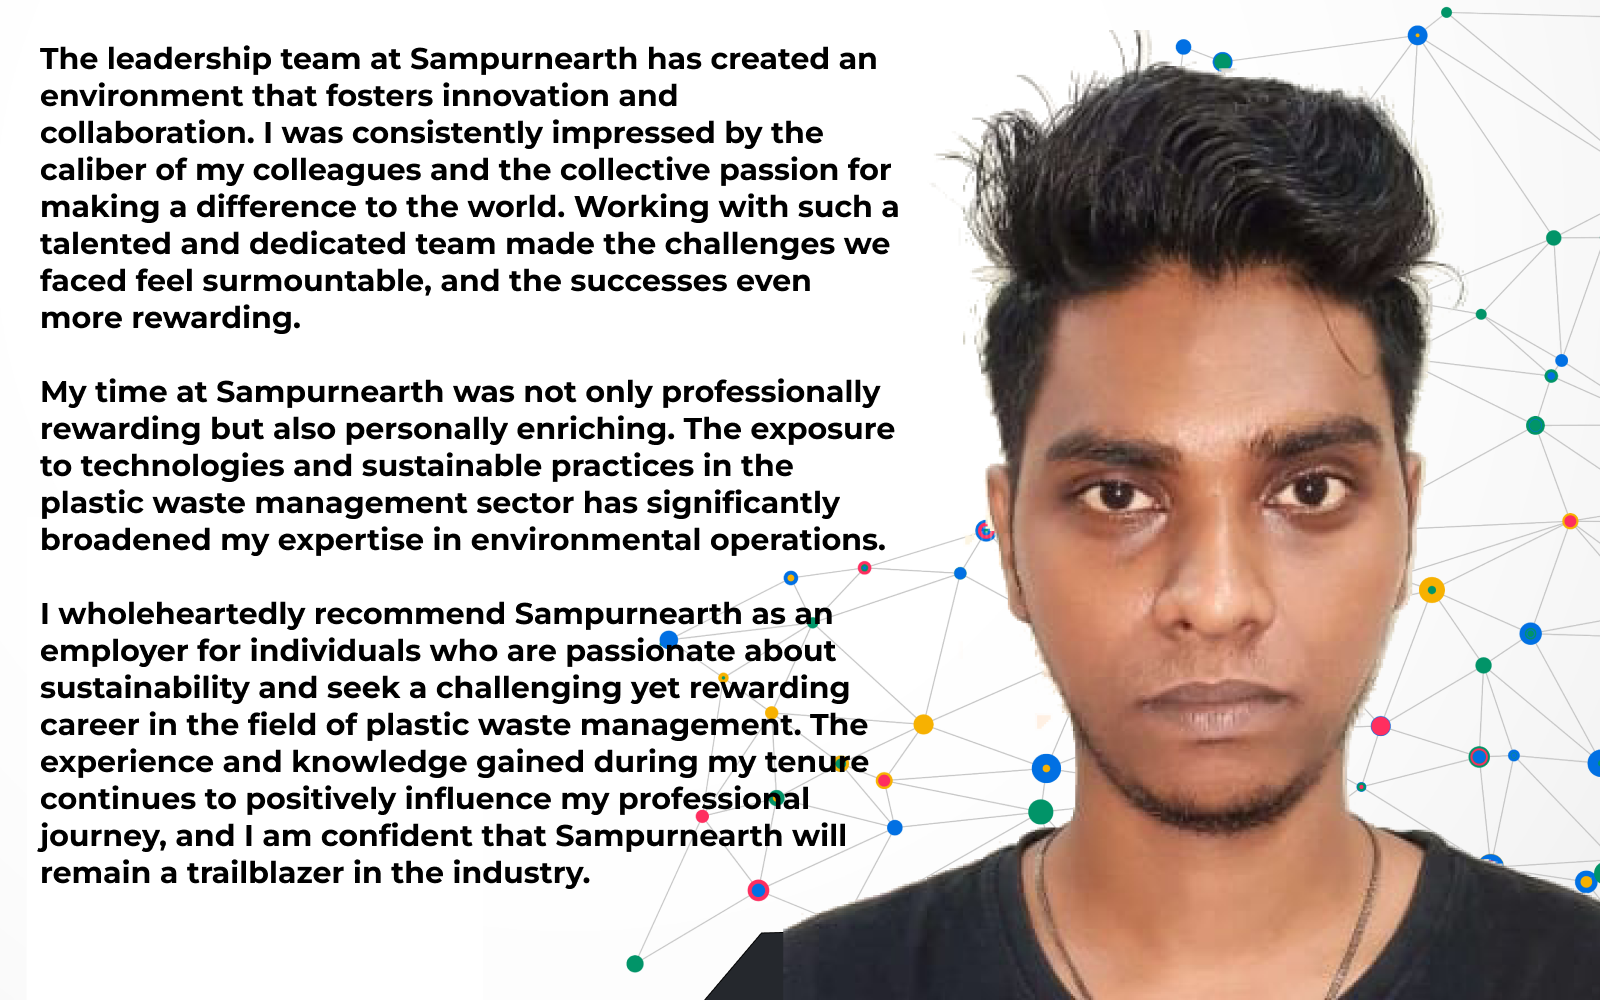 The leadership team at Sampurnearth has created an
environment that fosters innovation and
collaboration. I was consistently impressed by the
caliber of my colleagues and the collective passion for
making a difference to the world. Working with such a
talented and dedicated team made the challenges we
faced feel surmountable, and the successes even
more rewarding.
My time at Sampurnearth was not only professionally
rewarding but also personally enriching. The exposure
to technologies and sustainable practices in the
plastic waste management sector has significantly
broadened my expertise in environmental operations.
I wholeheartedly recommend Sampurnearth as an
employer for individuals who are passionate about
sustainability and seek a challenging yet rewarding
career in the field of plastic waste management. The
experience and knowledge gained during my tenure
continues to positively influence my professional
journey, and I am confident that Sampurnearth will
remain a trailblazer in the industry.